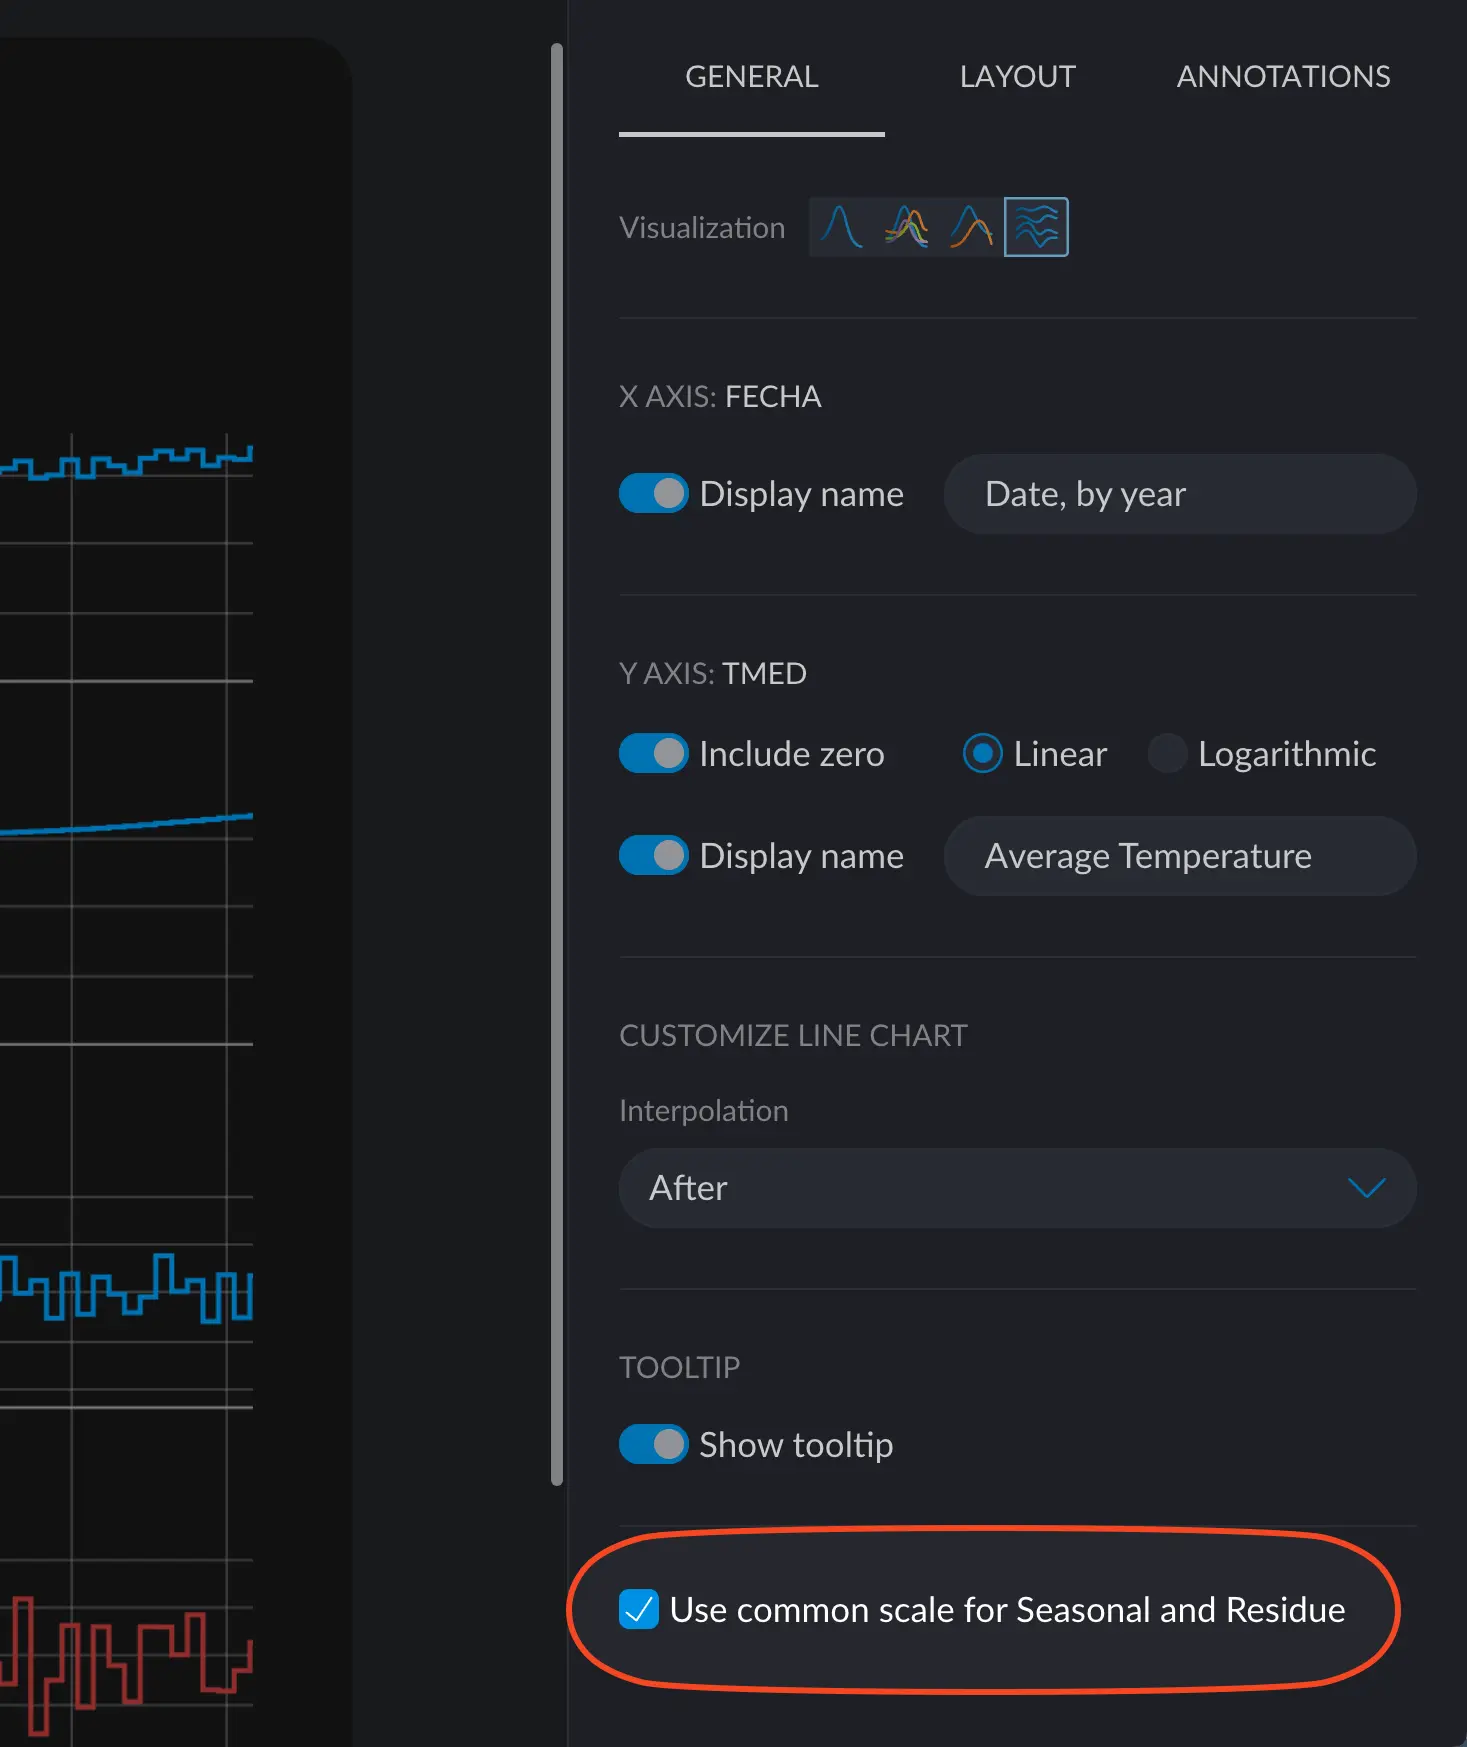 GENERAL LAYOUT ANNOTATIONS
Visualization
X AXIS: FECHA
Display name Date, by year
Y AXIS: TMED
Include zero Linear Logarithmic
Display name Average Temperature
CUSTOMIZE LINE CHART
Interpolation
After
TOOLTIP
Show tooltip
Use common scale for Seasonal and Residue